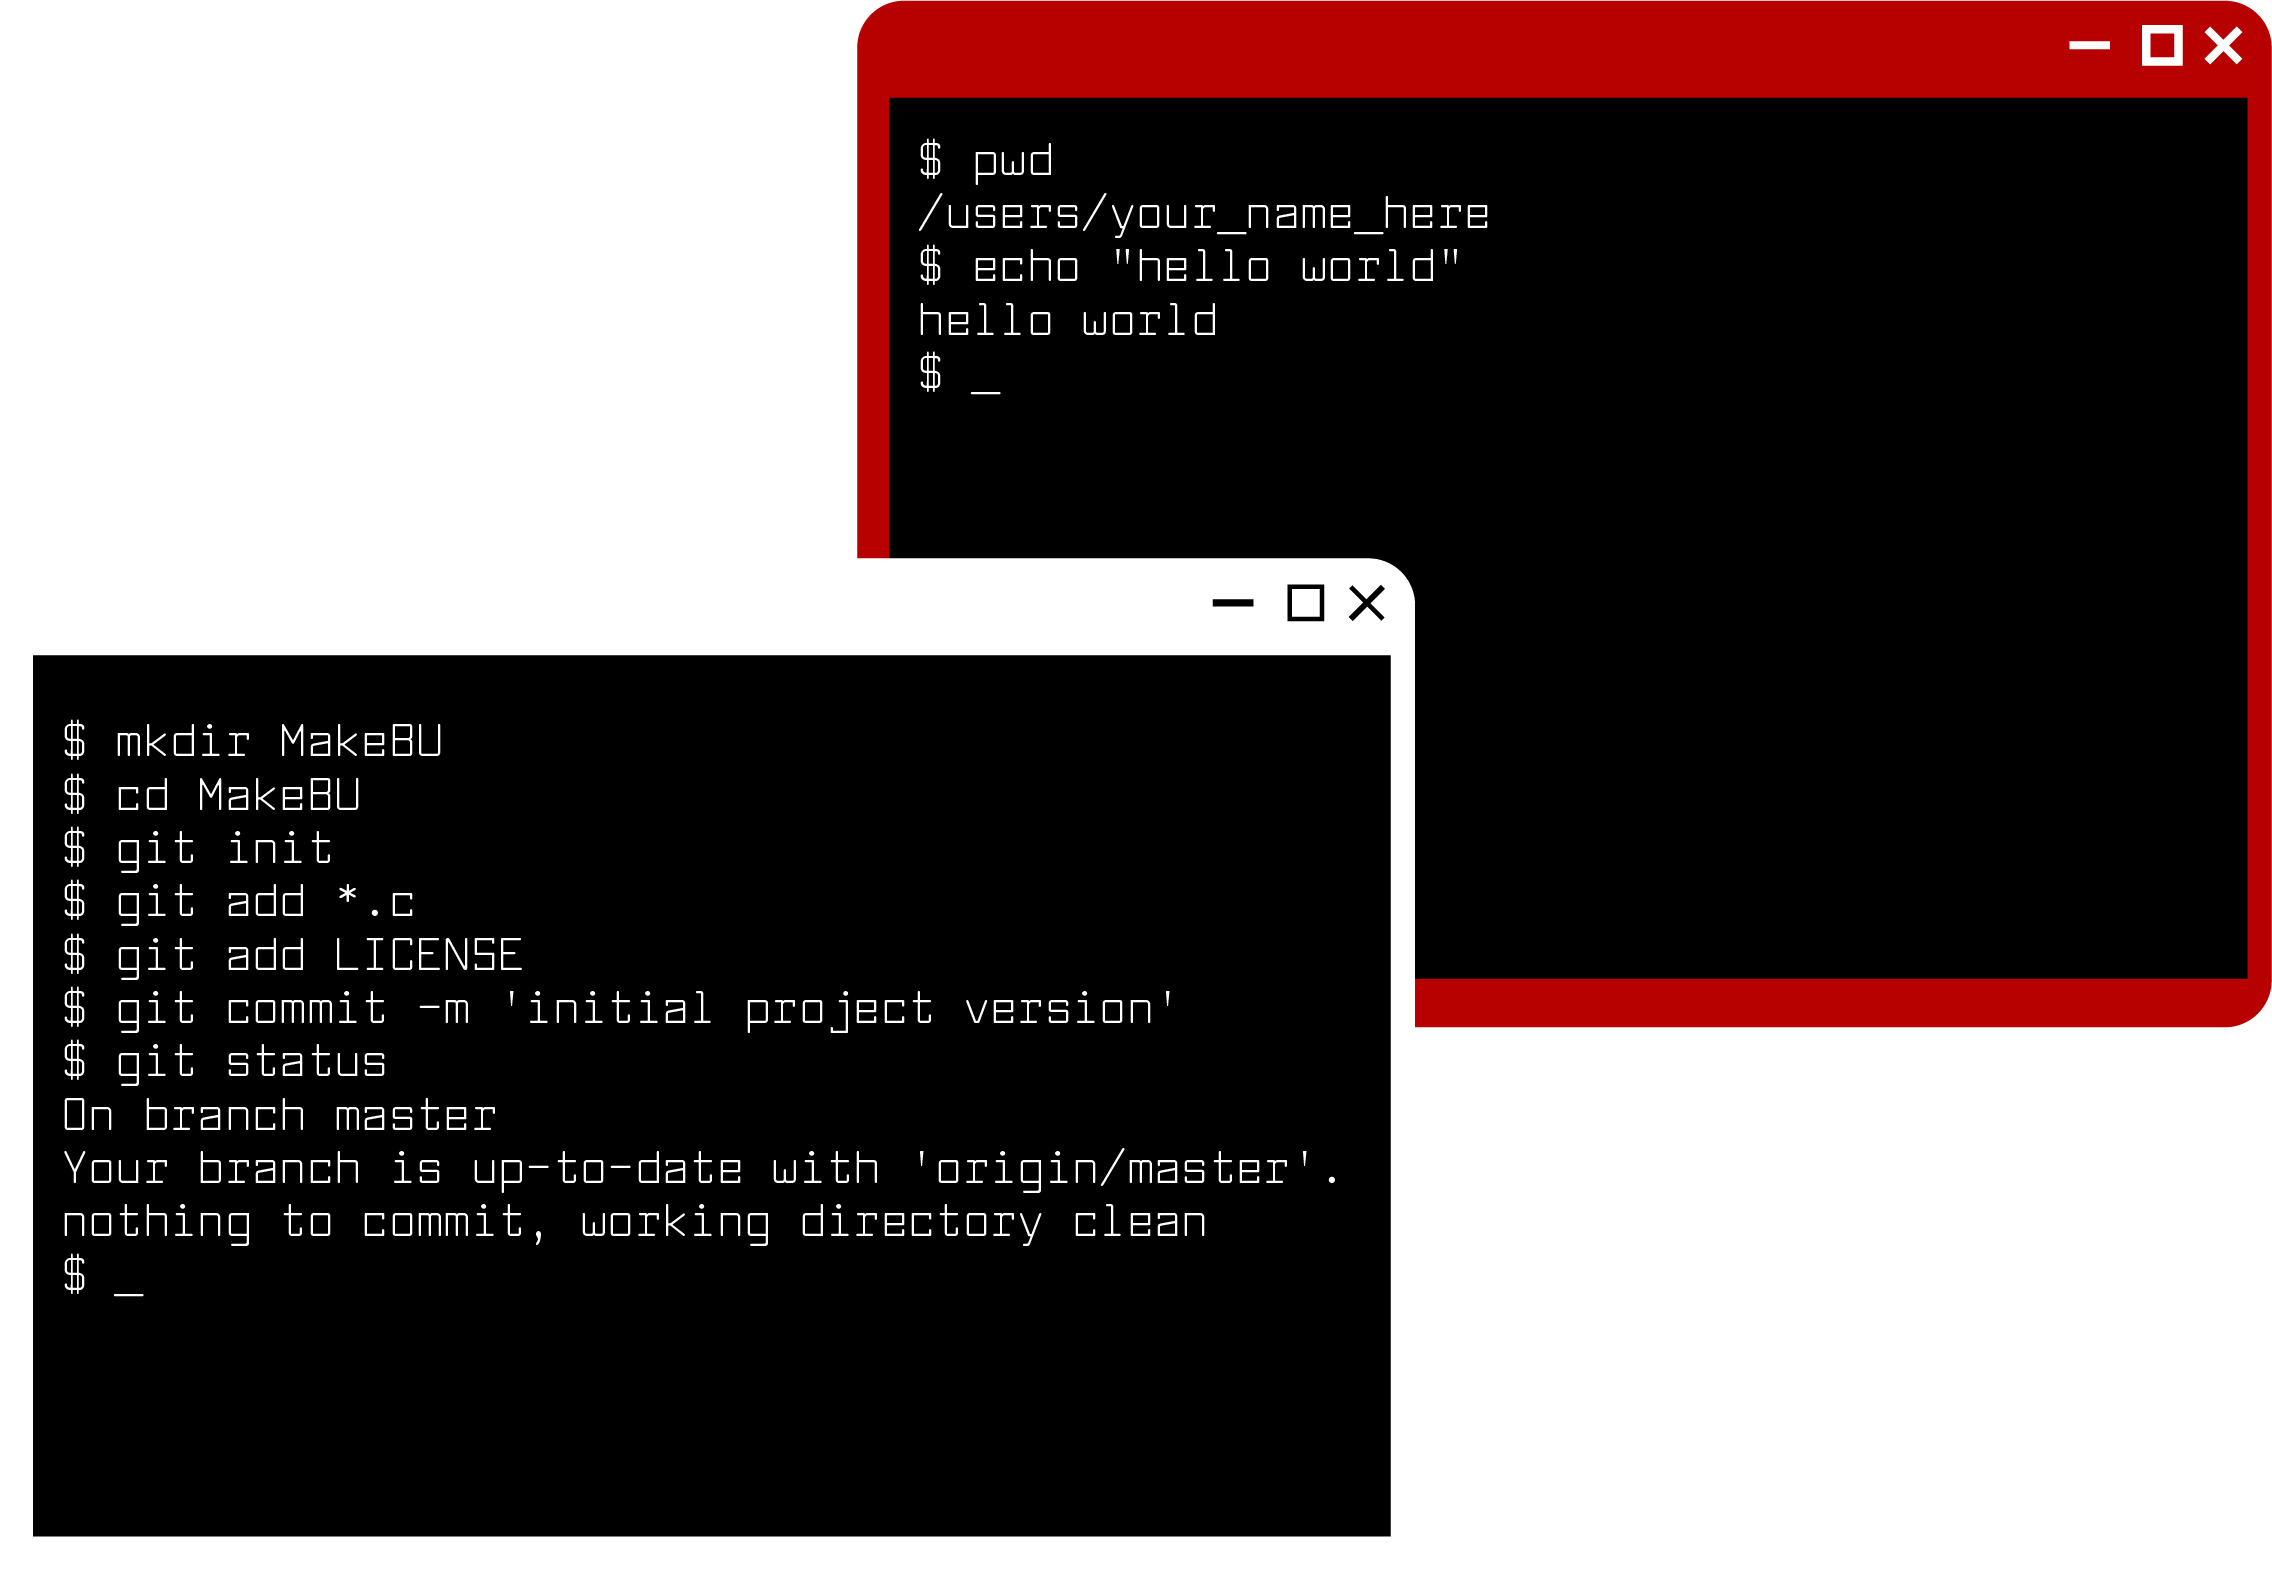 $ pwd
/users/your_name_here
$ echo "hello world"
hello world
$ _
$ mkdir MakeBU
$ cd MakeBU
$ git init
$ git add *.c
$ git add LICENSE
$ git commit -m 'initial project version'
$ git status
On branch master
Your branch is up-to-date with 'origin/master'.
nothing to commit, working directory clean
$ _